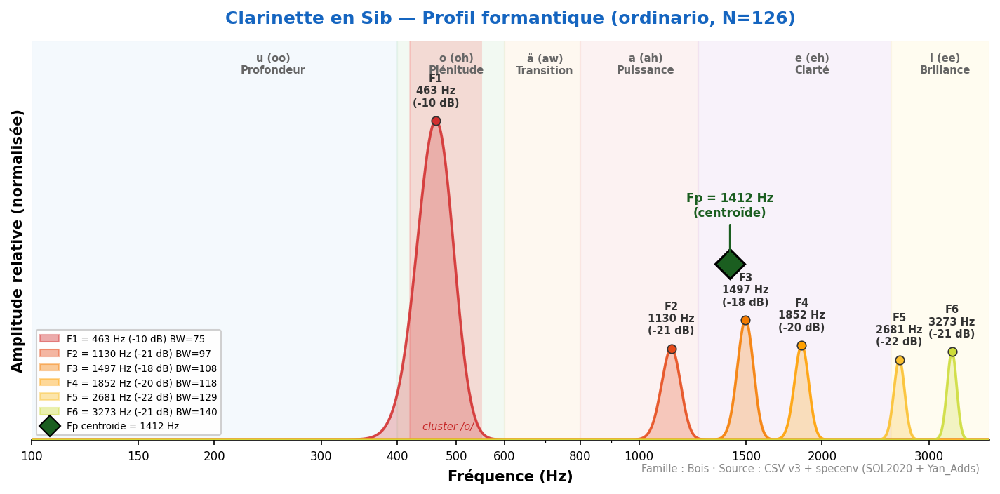 Clarinette en Sib — Profil formantique (ordinario, N=126)
u (oo)
Profondeur
o (oh)
Plénitude
å (aw)
Transition
a (ah)
Puissance
e (eh)
Clarté
i (ee)
Brillance
F1
463 Hz
(-10 dB)
Fp = 1412 Hz
(centroïde)
F2
1130 Hz
(-21 dB)
F3
1497 Hz
(-18 dB)
F4
1852 Hz
(-20 dB)
F5
2681 Hz
(-22 dB)
F6
3273 Hz
(-21 dB)
cluster /o/
Amplitude relative (normalisée)
F1 = 463 Hz (-10 dB) BW=75
F2 = 1130 Hz (-21 dB) BW=97
F3 = 1497 Hz (-18 dB) BW=108
F4 = 1852 Hz (-20 dB) BW=118
F5 = 2681 Hz (-22 dB) BW=129
F6 = 3273 Hz (-21 dB) BW=140
Fp centroïde = 1412 Hz
100 150 200 300 400 500 600 800 1000 1500 2000 3000
Fréquence (Hz)
Famille : Bois · Source : CSV v3 + specenv (SOL2020 + Yan_Adds)